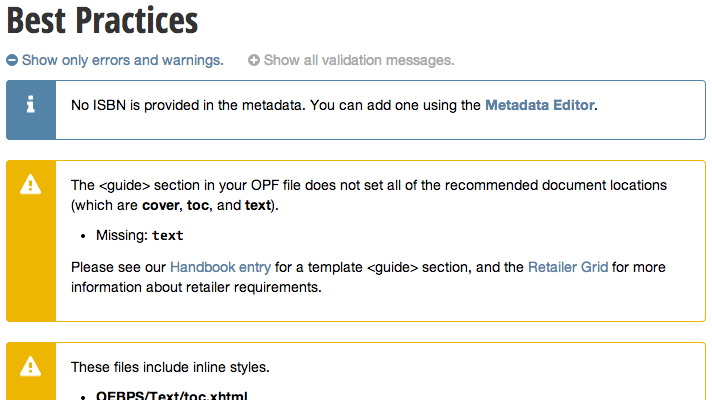 Best Practices
Show only errors and warnings. Show all validation messages.
No ISBN is provided in the metadata. You can add one using the Metadata Editor.
The <guide> section in your OPF file does not set all of the recommended document locations
(which are cover, toc, and text).
• Missing: text
Please see our Handbook entry for a template <guide> section, and the Retailer Grid for more
information about retailer requirements.
These files include inline styles.
• OEBPS/Text/toc.xhtml